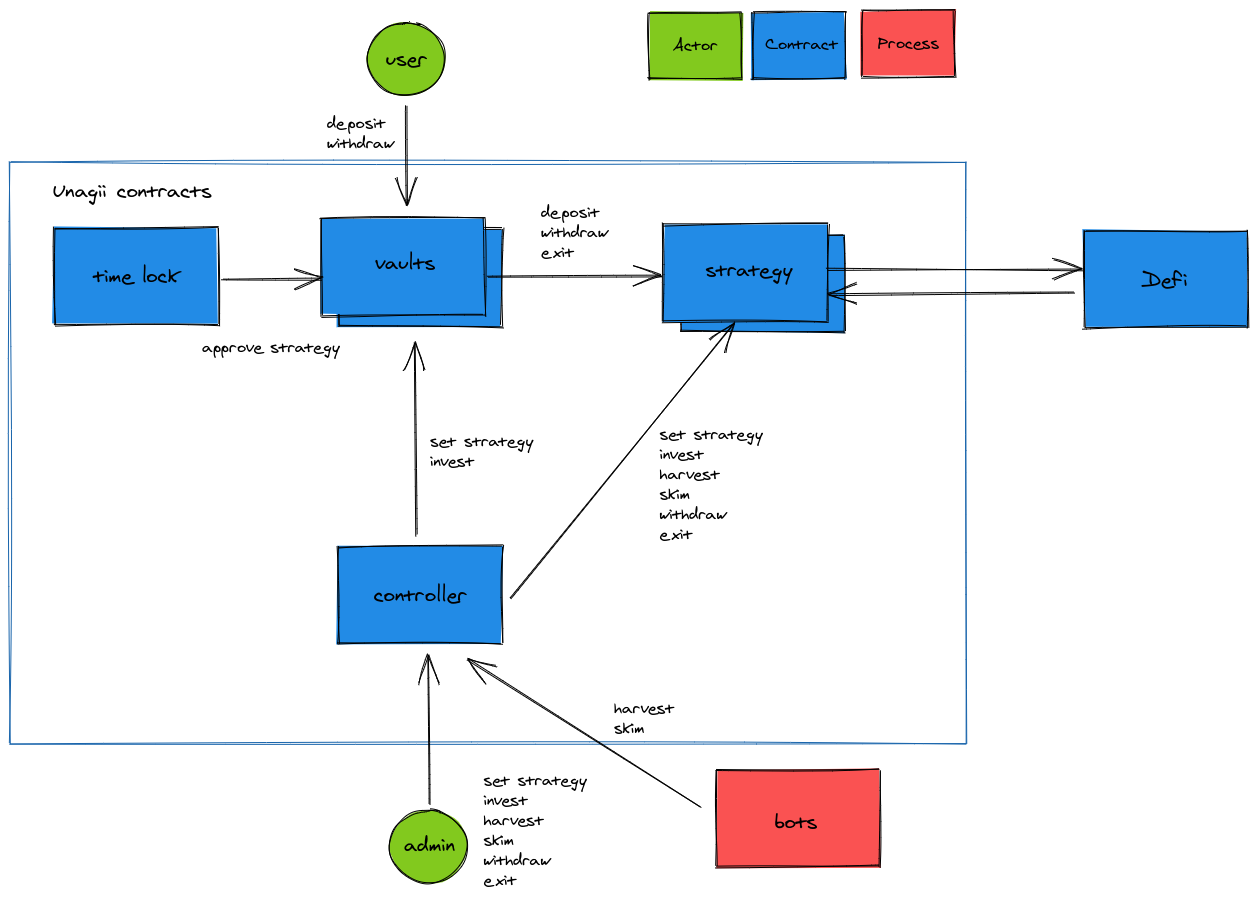 user
Actor
Contract
Process
deposit
withdraw
Unagii contracts
time lock
vaults
deposit
withdraw
exit
strategy
Defi
approve strategy
set strategy
invest
set strategy
invest
harvest
skim
withdraw
exit
controller
harvest
skim
admin
set strategy
invest
harvest
skim
withdraw
exit
bots